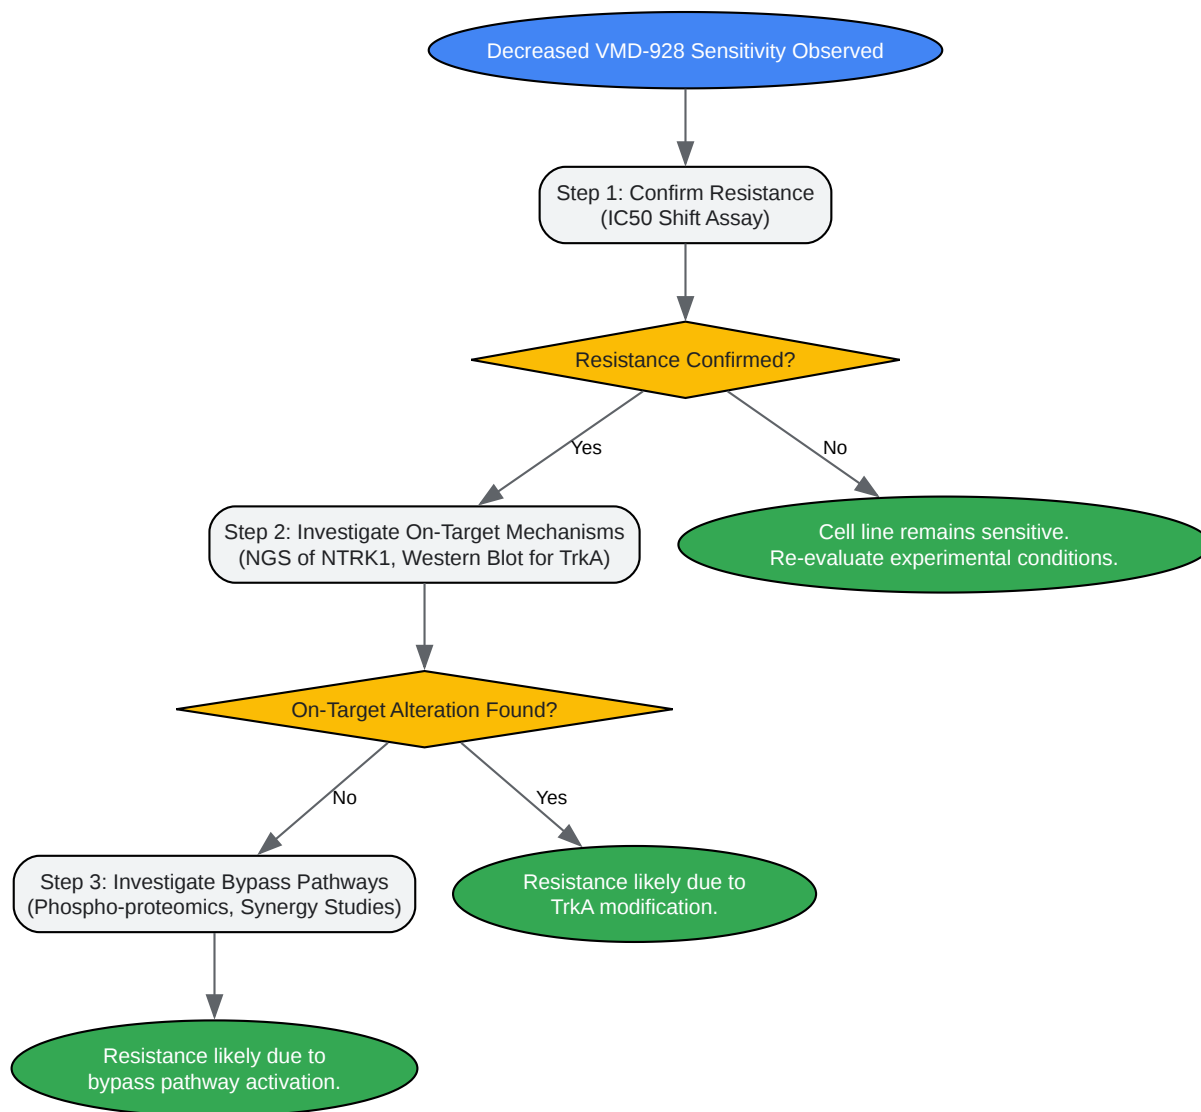 Decreased VMD-928 Sensitivity Observed
Step 1: Confirm Resistance
(IC50 Shift Assay)
Resistance Confirmed?
Yes
No
Step 2: Investigate On-Target Mechanisms
(NGS of NTRK1, Western Blot for TrkA)
Cell line remains sensitive.
Re-evaluate experimental conditions.
On-Target Alteration Found?
No
Yes
Step 3: Investigate Bypass Pathways
(Phospho-proteomics, Synergy Studies)
Resistance likely due to
TrkA modification.
Resistance likely due to
bypass pathway activation.